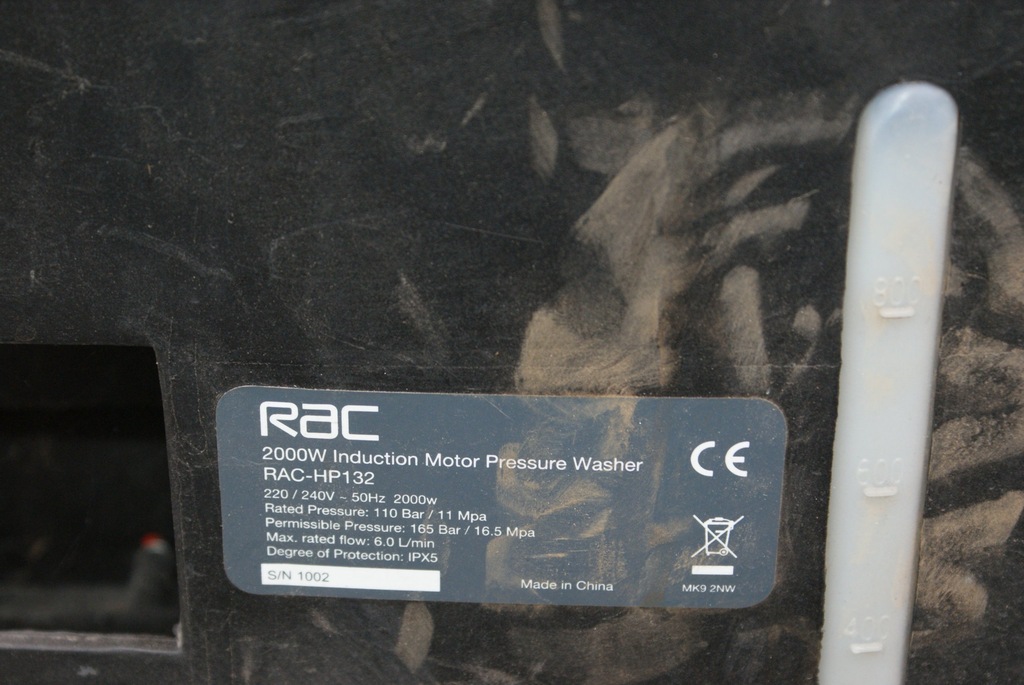 Rac
2000W Induction Motor Pressure Washer
RAC-HP132
220 / 240V ~ 50Hz 2000w
Rated Pressure: 110 Bar / 11 Mpa
Permissible Pressure: 165 Bar / 16.5 Mpa
Max. rated flow: 6.0 L/min
Degree of Protection: IPX5
S/N 1002
Made in China
CE
MK9 2NW
800
600
400